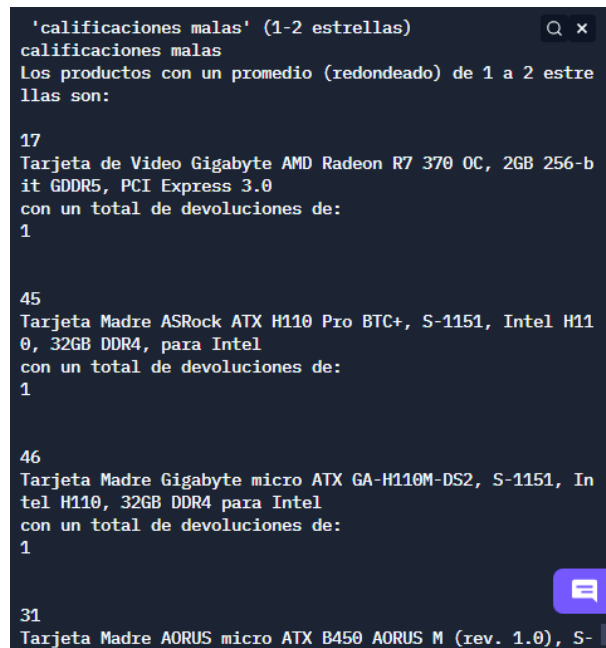 'calificaciones malas' (1-2 estrellas)
calificaciones malas
Los productos con un promedio (redondeado) de 1 a 2 estre
llas son:
17
Tarjeta de Video Gigabyte AMD Radeon R7 370 OC, 2GB 256-b
it GDDR5, PCI Express 3.0
con un total de devoluciones de:
1
45
Tarjeta Madre ASRock ATX H110 Pro BTC+, S-1151, Intel H11
0, 32GB DDR4, para Intel
con un total de devoluciones de:
1
46
Tarjeta Madre Gigabyte micro ATX GA-H110M-DS2, S-1151, In
tel H110, 32GB DDR4 para Intel
con un total de devoluciones de:
1
31
Tarjeta Madre AORUS micro ATX B450 AORUS M (rev. 1.0), S-